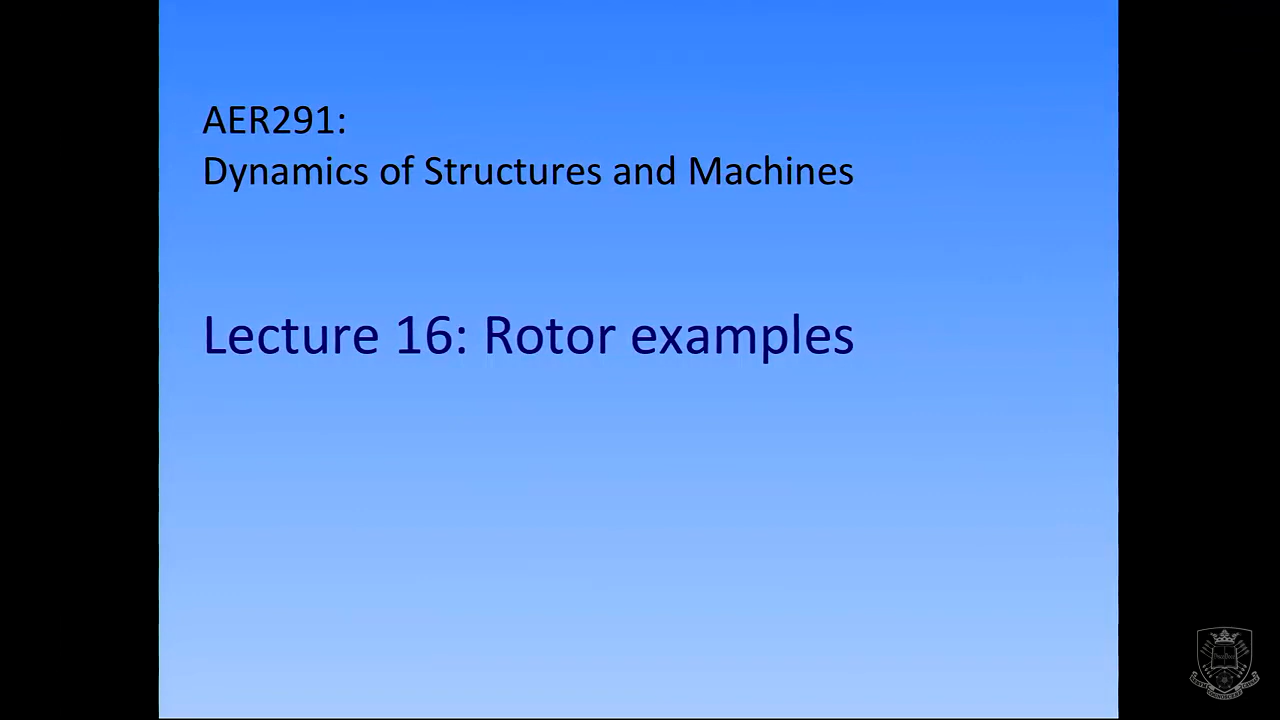 AER291:
Dynamics of Structures and Machines
Lecture 16: Rotor examples